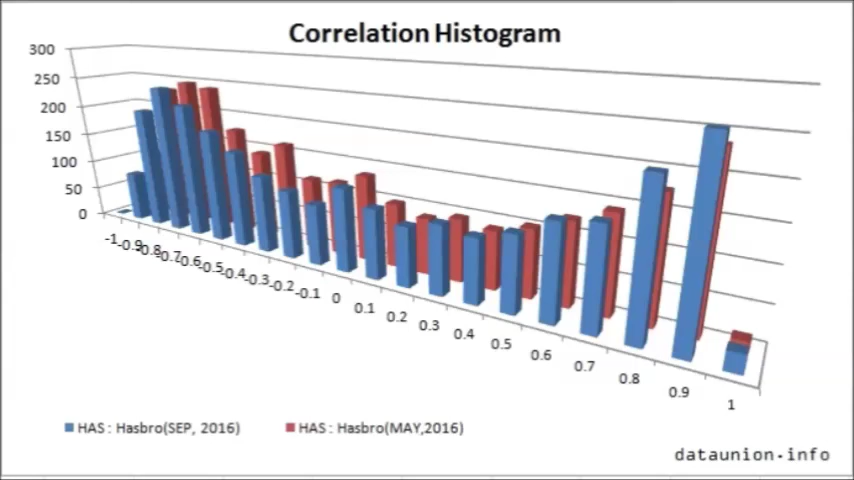 Correlation Histogram
300
250
200
150
100
50
0
-1 -0.9 -0.8 -0.7 -0.6 -0.5 -0.4 -0.3 -0.2 -0.1 0 0.1 0.2 0.3 0.4 0.5 0.6 0.7 0.8 0.9 1
HAS : Hasbro(SEP, 2016) HAS : Hasbro(MAY,2016)
dataunion.info